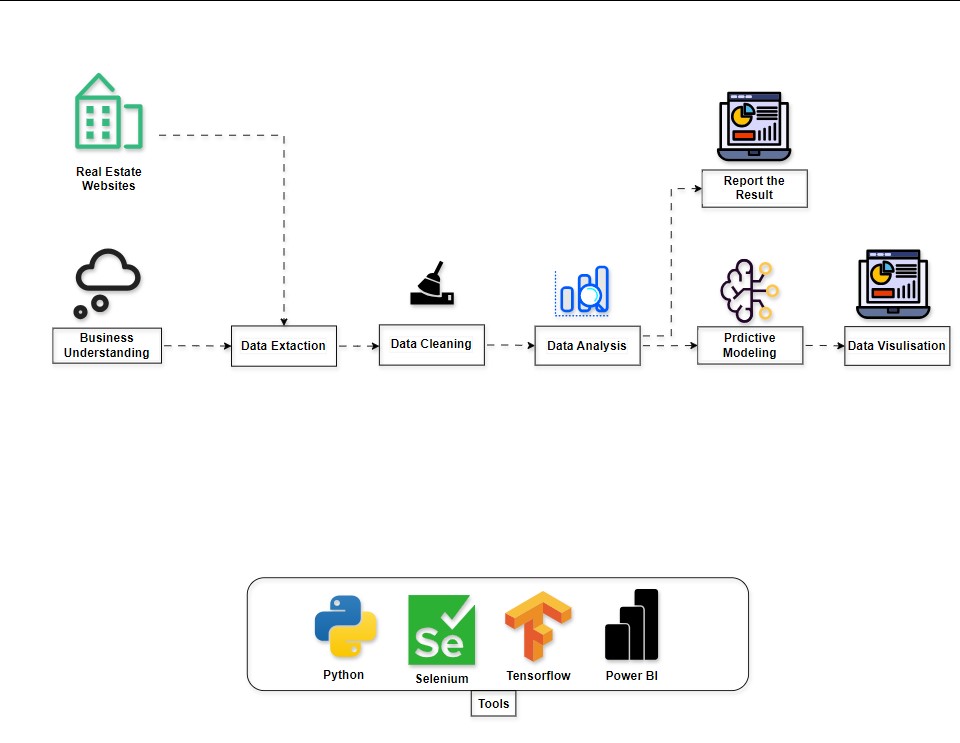 Real Estate
Websites
Report the
Result
Business
Understanding
Data Extaction
Data Cleaning
Data Analysis
Prdictive
Modeling
Data Visulisation
Se
Python
Selenium
Tensorflow
Power BI
Tools